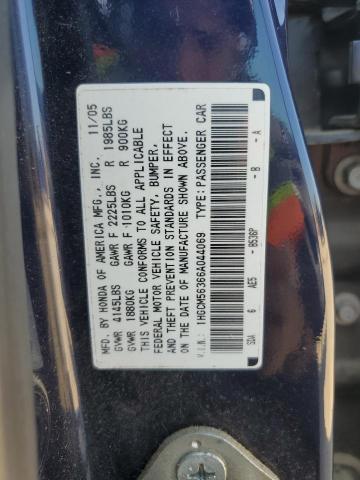 MFD. BY HONDA OF AMERICA MFG., INC. 11/05
GVWR 4145LBS GAWR F 2225LBS R 1985LBS
GVWR 1880KG GAWR F 1010KG R 900KG
THIS VEHICLE CONFORMS TO ALL APPLICABLE
FEDERAL MOTOR VEHICLE SAFETY, BUMPER,
AND THEFT PREVENTION STANDARDS IN EFFECT
ON THE DATE OF MANUFACTURE SHOWN ABOVE.
V.I.N.: 1HGCM56366A044069 TYPE:PASSENGER CAR
SDA 6 AE5 - B536P - B - A